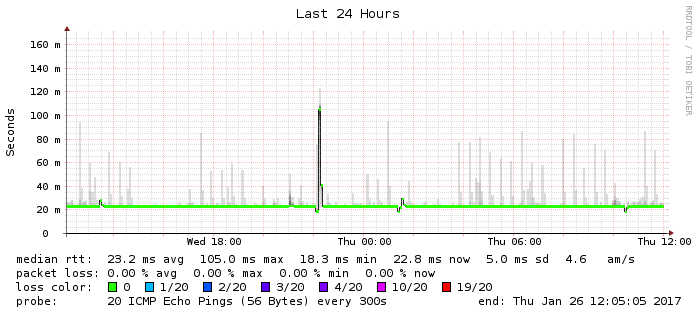 Last 24 Hours
RRDTOOL / TOBI OETIKER
Seconds
160 m
140 m
120 m
100 m
80 m
60 m
40 m
20 m
0
Wed 18:00 Thu 00:00 Thu 06:00 Thu 12:00
median rtt: 23.2 ms avg 105.0 ms max 18.3 ms min 22.8 ms now 5.0 ms sd 4.6 am/s
packet loss: 0.00 % avg 0.00 % max 0.00 % min 0.00 % now
loss color: 0 1/20 2/20 3/20 4/20 10/20 19/20
probe: 20 ICMP Echo Pings (56 Bytes) every 300s end: Thu Jan 26 12:05:05 2017